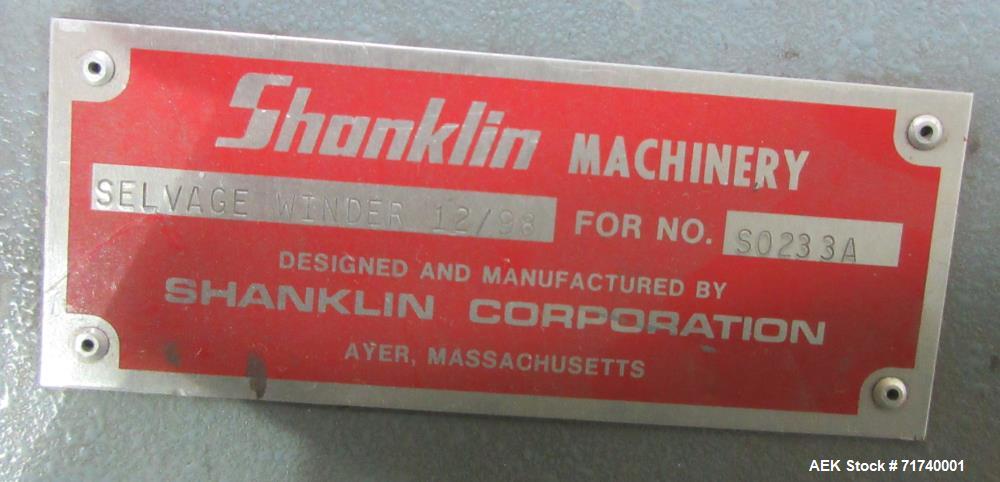 Shanklin MACHINERY
SELVAGE WINDER 12/98 FOR NO. S0233A
DESIGNED AND MANUFACTURED BY
SHANKLIN CORPORATION
AYER, MASSACHUSETTS
AEK Stock # 71740001